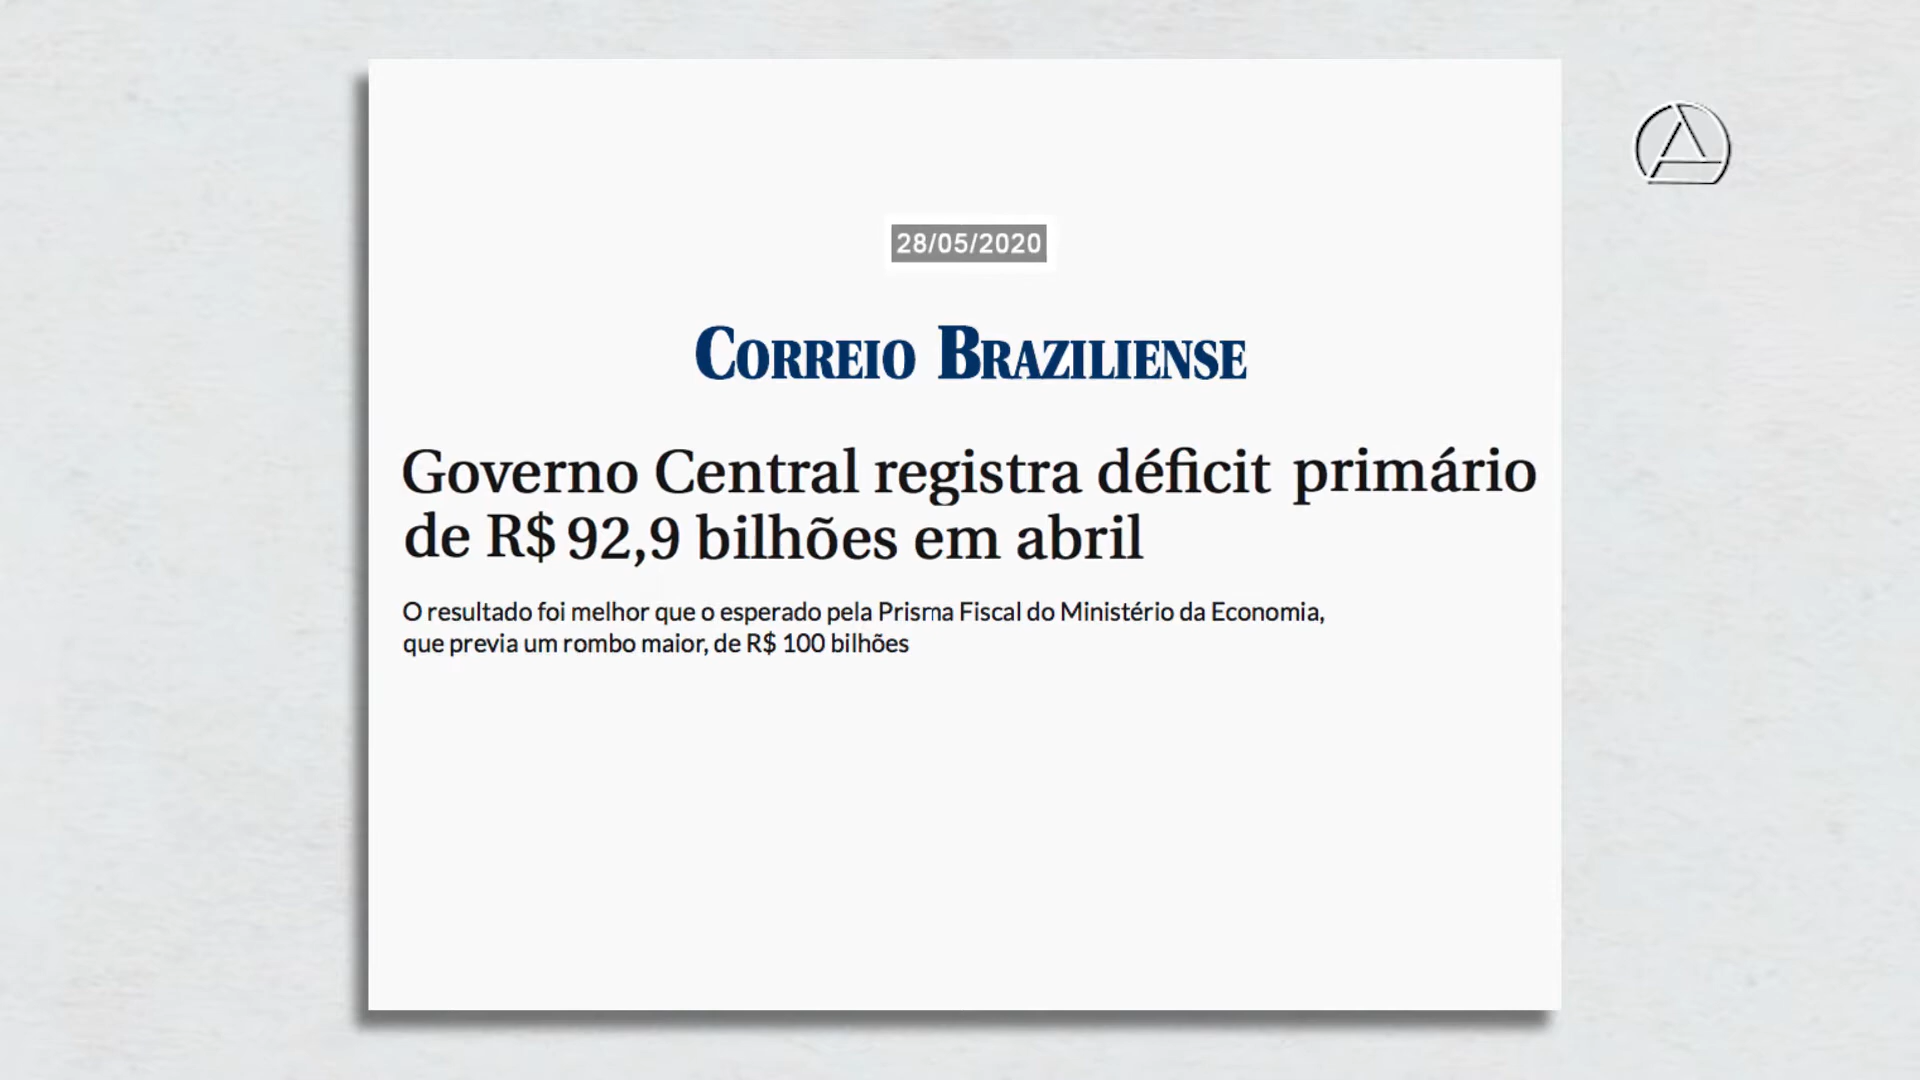 28/05/2020
CORREIO BRAZILIENSE
Governo Central registra déficit primário
de R$ 92,9 bilhões em abril
O resultado foi melhor que o esperado pela Prisma Fiscal do Ministério da Economia,
que previa um rombo maior, de R$ 100 bilhões